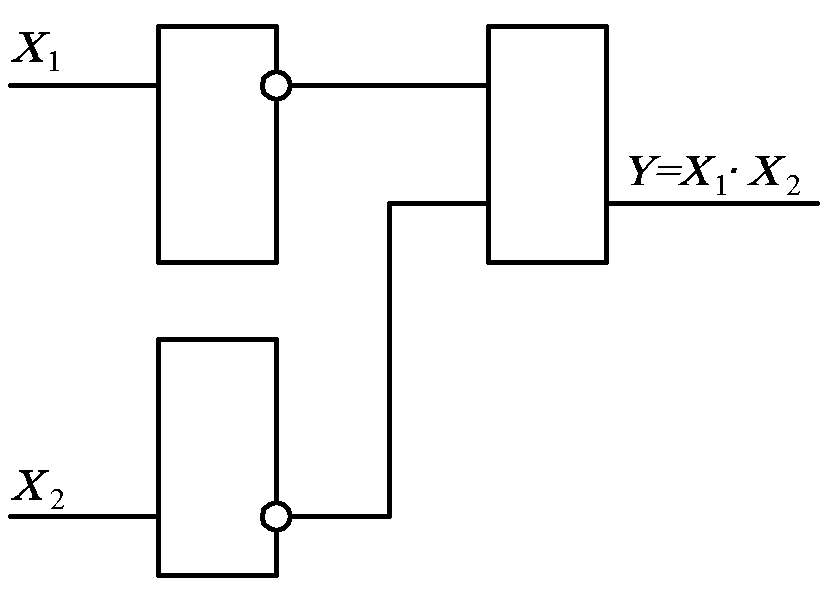 X₁
Y=X₁· X₂
X₂